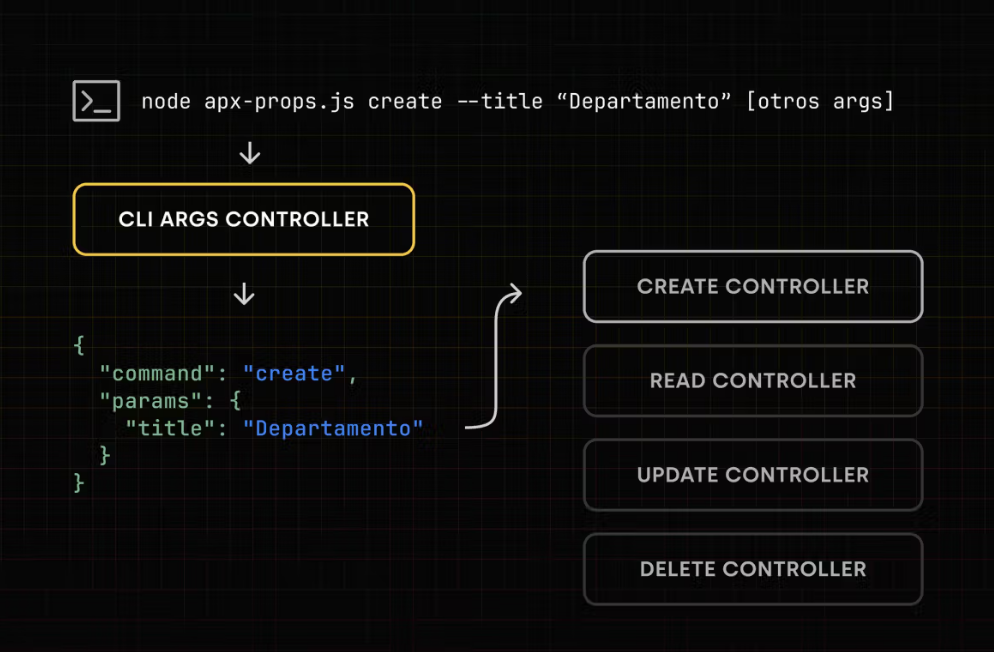 >_ node apx-props.js create --title “Departamento” [otros args]
CLI ARGS CONTROLLER
{
  "command": "create",
  "params": {
    "title": "Departamento"
  }
}
CREATE CONTROLLER
READ CONTROLLER
UPDATE CONTROLLER
DELETE CONTROLLER